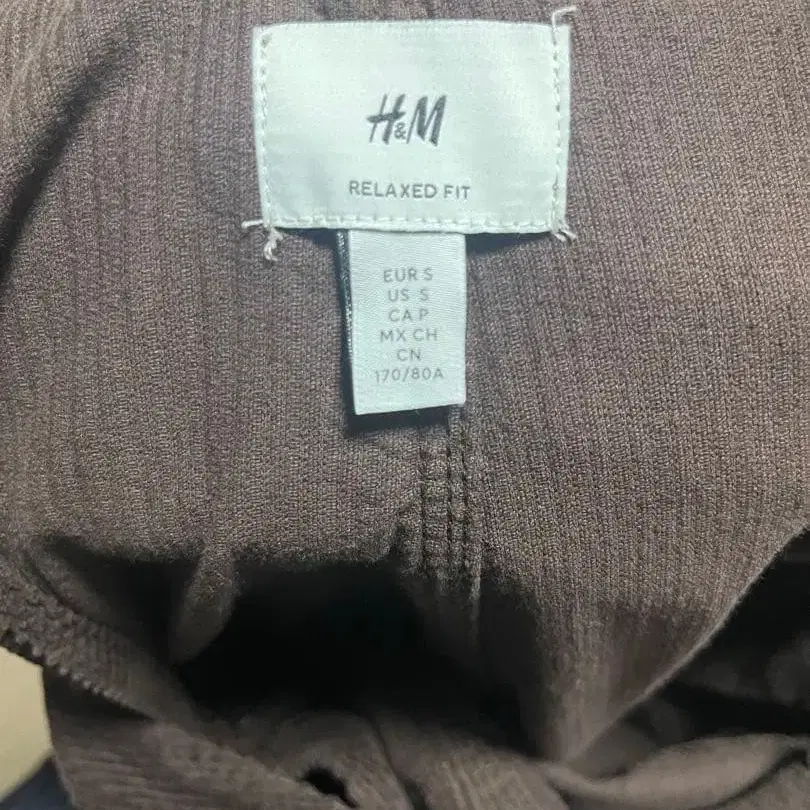 H&M
RELAXED FIT
EUR S
US S
CA P
MX CH
CN
170/80A